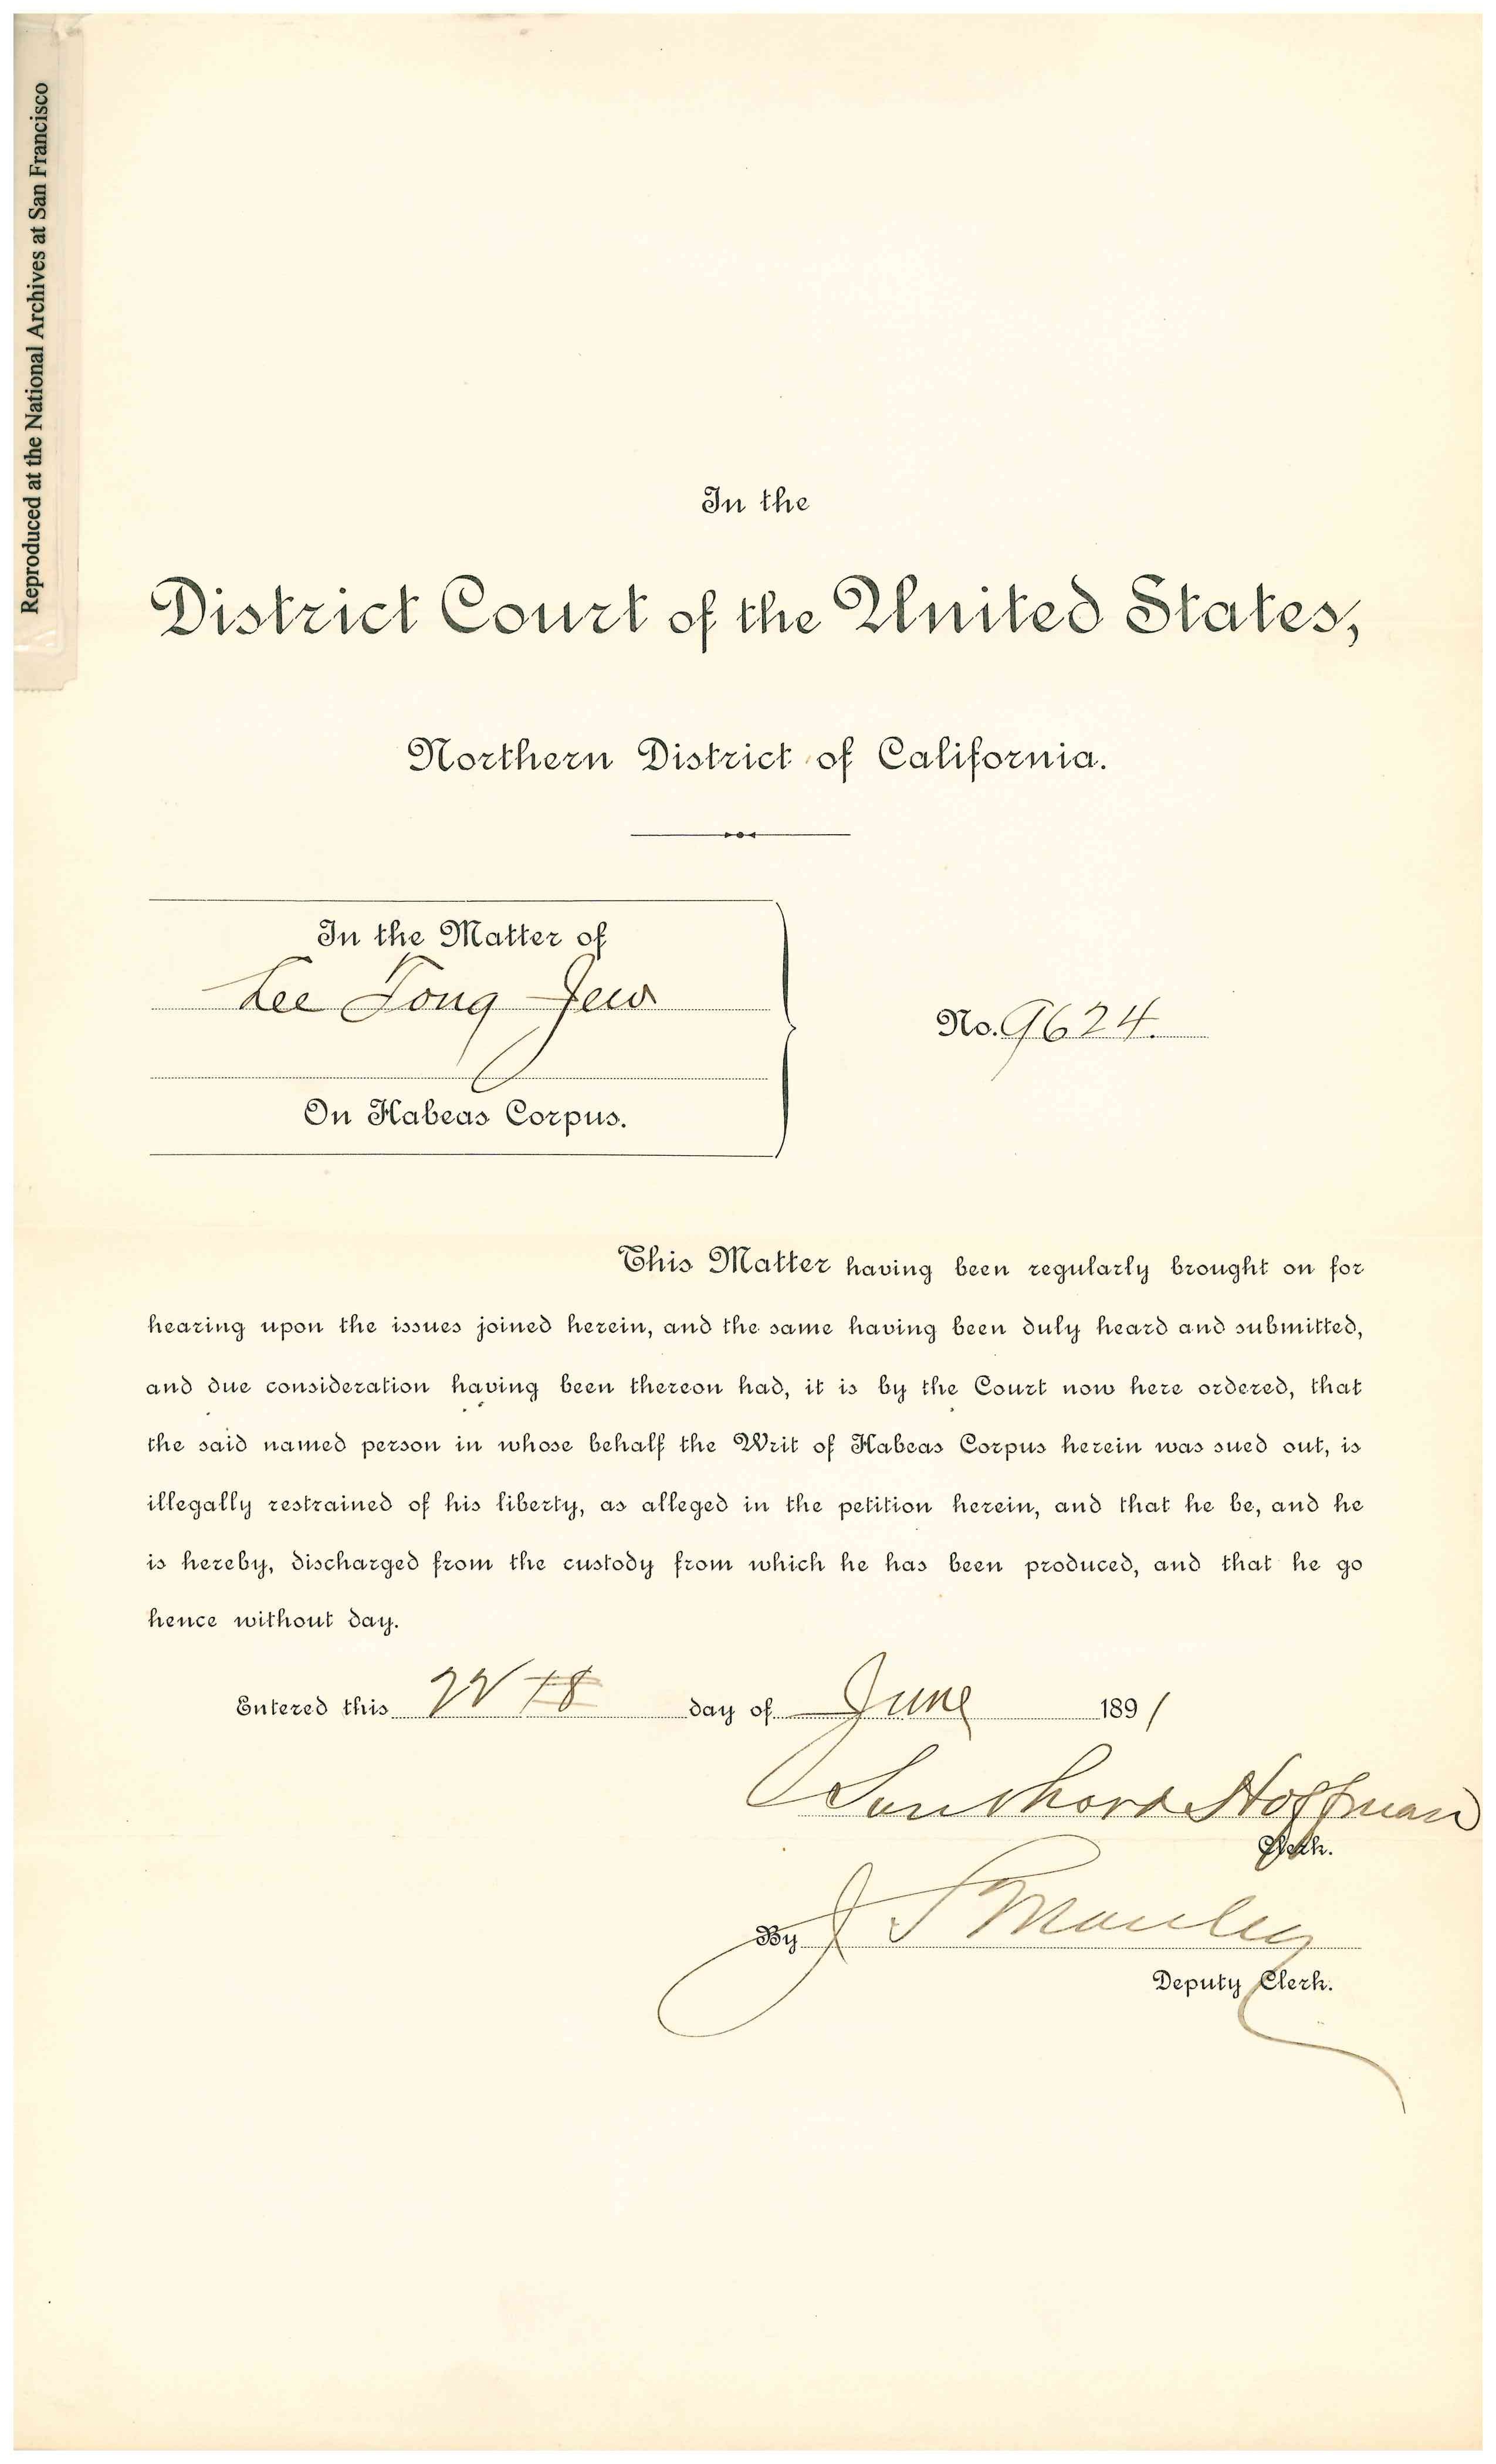 Reproduced at the National Archives at San Francisco
In the
District Court of the United States,
Northern District of California.
In the Matter of
Lee Tong Jew
On Habeas Corpus.
No. 9624.
This Matter having been regularly brought on for
hearing upon the issues joined herein, and the same having been duly heard and submitted,
and due consideration having been thereon had, it is by the Court now here ordered, that
the said named person in whose behalf the Writ of Habeas Corpus herein was sued out, is
illegally restrained of his liberty, as alleged in the petition herein, and that he be, and he
is hereby, discharged from the custody from which he has been produced, and that he go
hence without day.
Entered this 22 day of June 1891
Southard Hoffman
Clerk.
By J S Manley
Deputy Clerk.